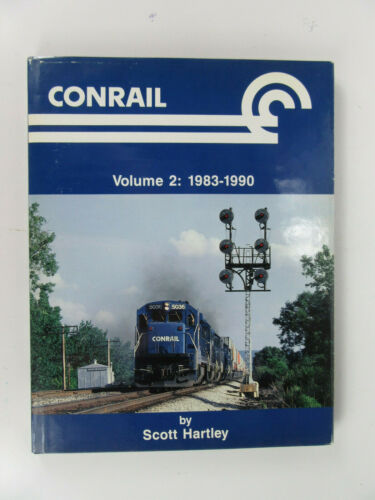 CONRAIL
Volume 2: 1983-1990
5036
CONRAIL
by
Scott Hartley